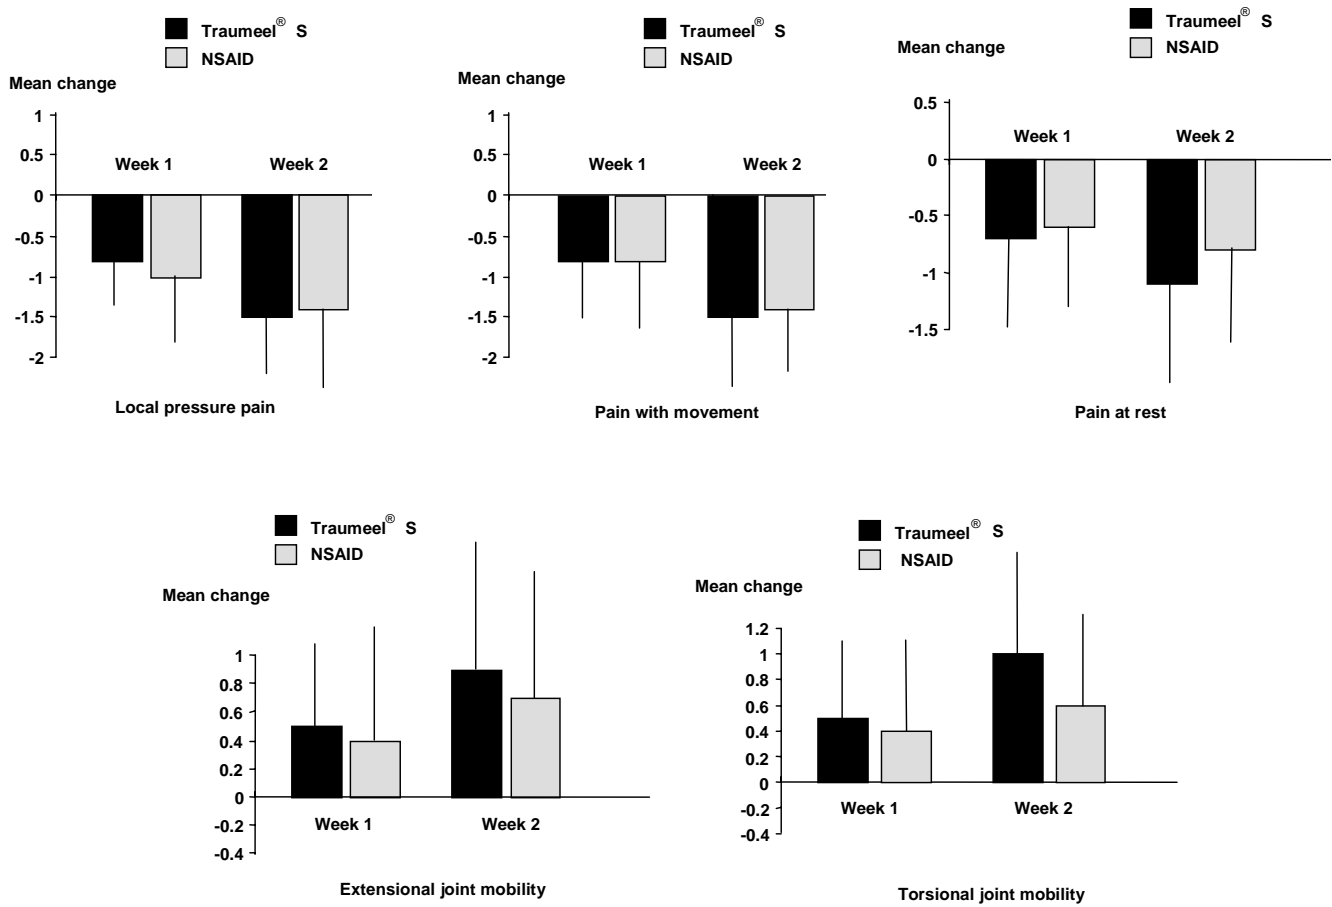 Traumeel® S
NSAID
Mean change
1
0.5
0
-0.5
-1
-1.5
-2
Week 1
Week 2
Local pressure pain
Traumeel® S
NSAID
Mean change
1
0.5
0
-0.5
-1
-1.5
-2
Week 1
Week 2
Pain with movement
Traumeel® S
NSAID
Mean change
0.5
0
-0.5
-1
-1.5
Week 1
Week 2
Pain at rest
Traumeel® S
NSAID
Mean change
1
0.8
0.6
0.4
0.2
0
-0.2
-0.4
Week 1
Week 2
Extensional joint mobility
Traumeel® S
NSAID
Mean change
1.2
1
0.8
0.6
0.4
0.2
0
-0.2
-0.4
Week 1
Week 2
Torsional joint mobility